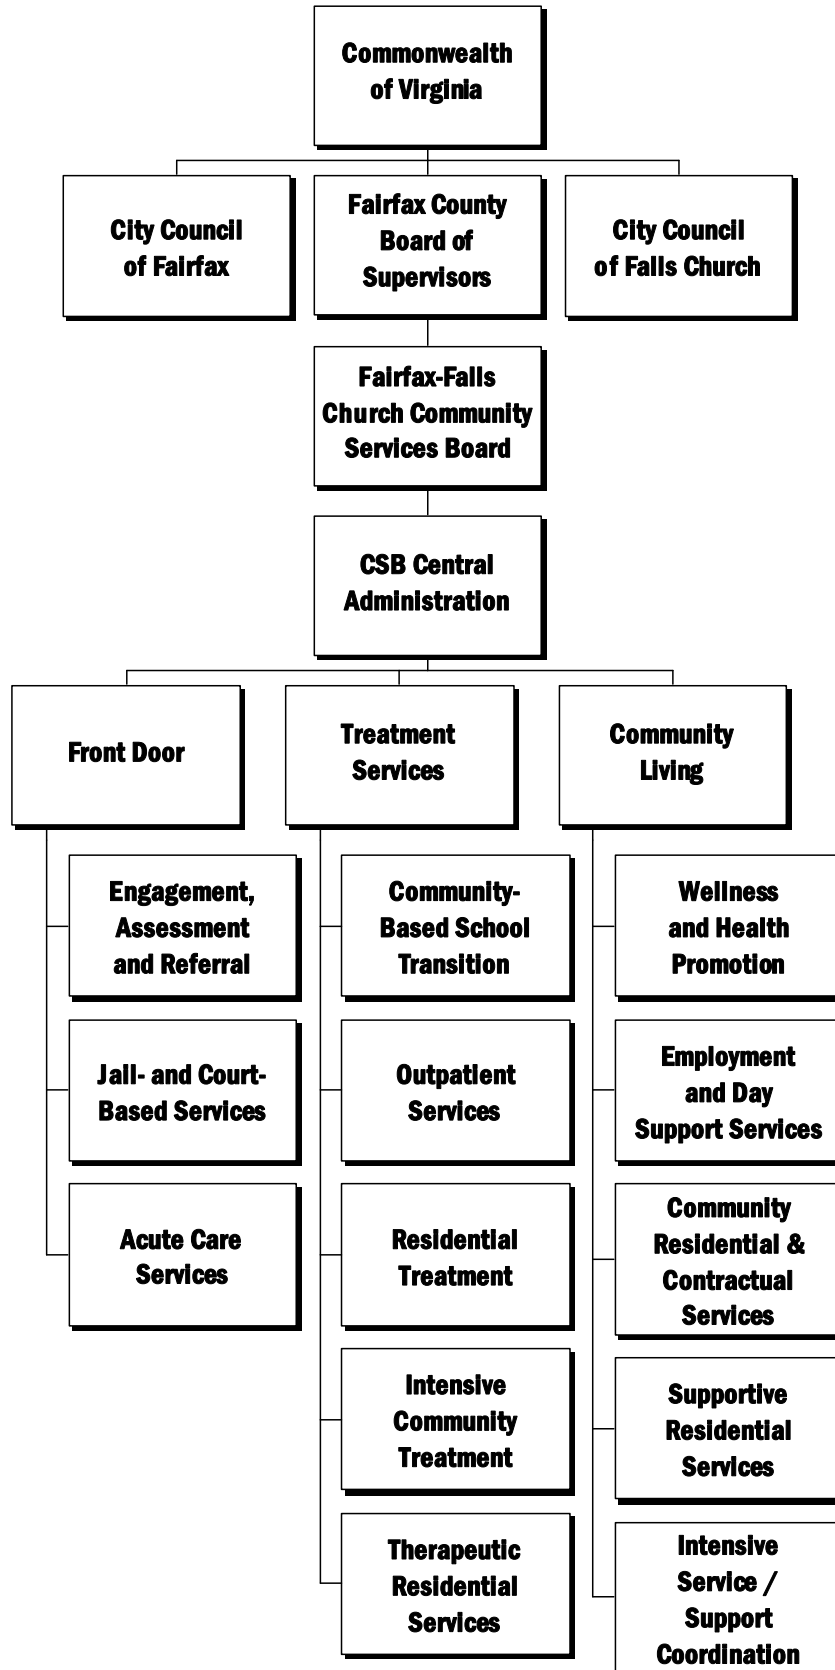 Commonwealth
of Virginia
City Council
of Fairfax
Fairfax County
Board of
Supervisors
City Council
of Falls Church
Fairfax-Falls
Church Community
Services Board
CSB Central
Administration
Front Door
Treatment
Services
Community
Living
Engagement,
Assessment
and Referral
Jail- and Court-
Based Services
Acute Care
Services
Community-
Based School
Transition
Outpatient
Services
Residential
Treatment
Intensive
Community
Treatment
Therapeutic
Residential
Services
Wellness
and Health
Promotion
Employment
and Day
Support Services
Community
Residential &
Contractual
Services
Supportive
Residential
Services
Intensive
Service /
Support
Coordination